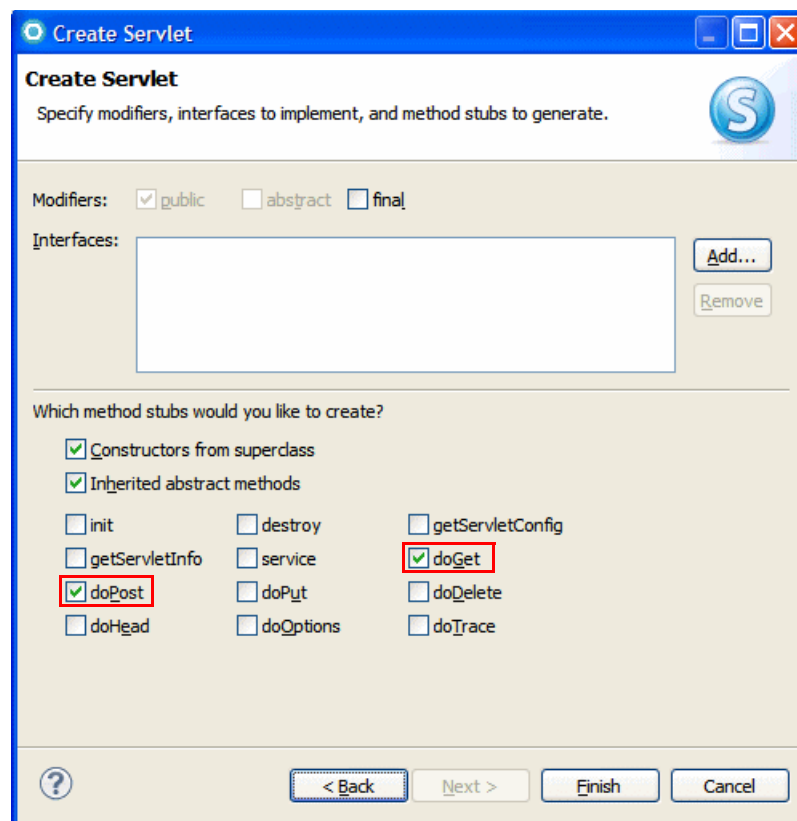 Create Servlet
Create Servlet
Specify modifiers, interfaces to implement, and method stubs to generate.
S
Modifiers: public abstract final
Interfaces:
Add...
Remove
Which method stubs would you like to create?
Constructors from superclass
Inherited abstract methods
init destroy getServletConfig
getServletInfo service doGet
doPost doPut doDelete
doHead doOptions doTrace
? < Back Next > Finish Cancel